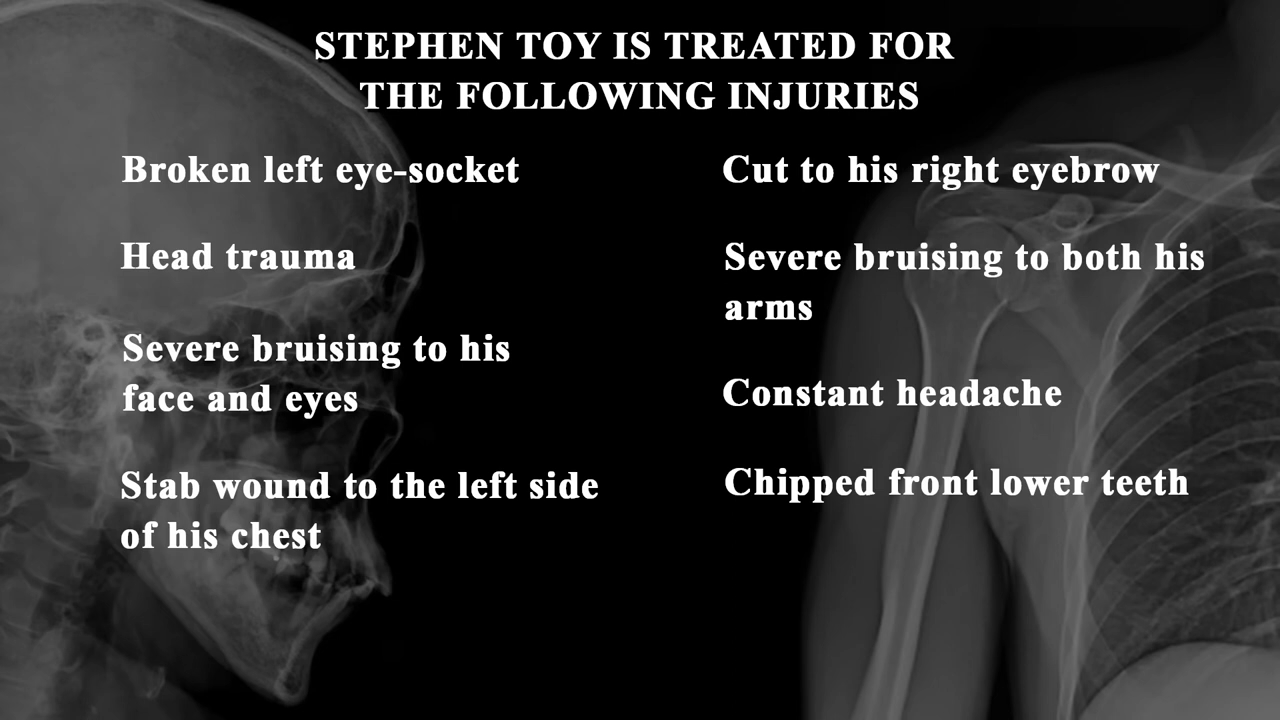 STEPHEN TOY IS TREATED FOR
THE FOLLOWING INJURIES
Broken left eye-socket
Head trauma
Severe bruising to his
face and eyes
Stab wound to the left side
of his chest
Cut to his right eyebrow
Severe bruising to both his
arms
Constant headache
Chipped front lower teeth